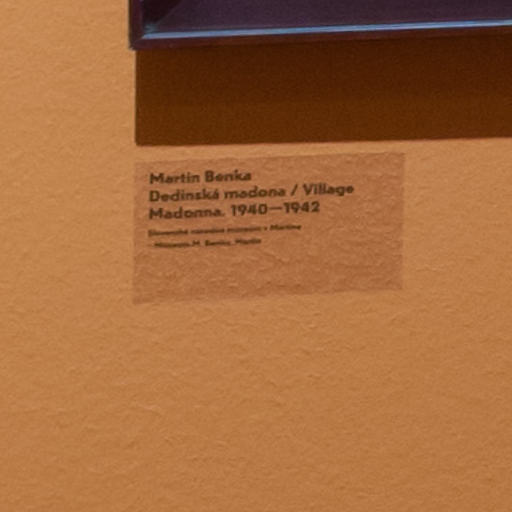 Martin Benka
Dedinská madona / Village
Madonna. 1940—1942
Slovenské národné múzeum v Martine
– Múzeum M. Benku, Martin